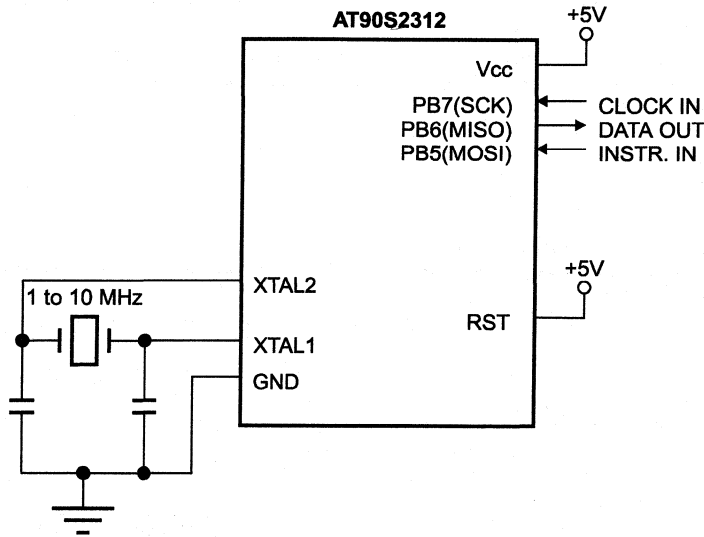 AT90S2312
+5V
Vcc
PB7(SCK) CLOCK IN
PB6(MISO) DATA OUT
PB5(MOSI) INSTR. IN
XTAL2
+5V
1 to 10 MHz
RST
XTAL1
GND